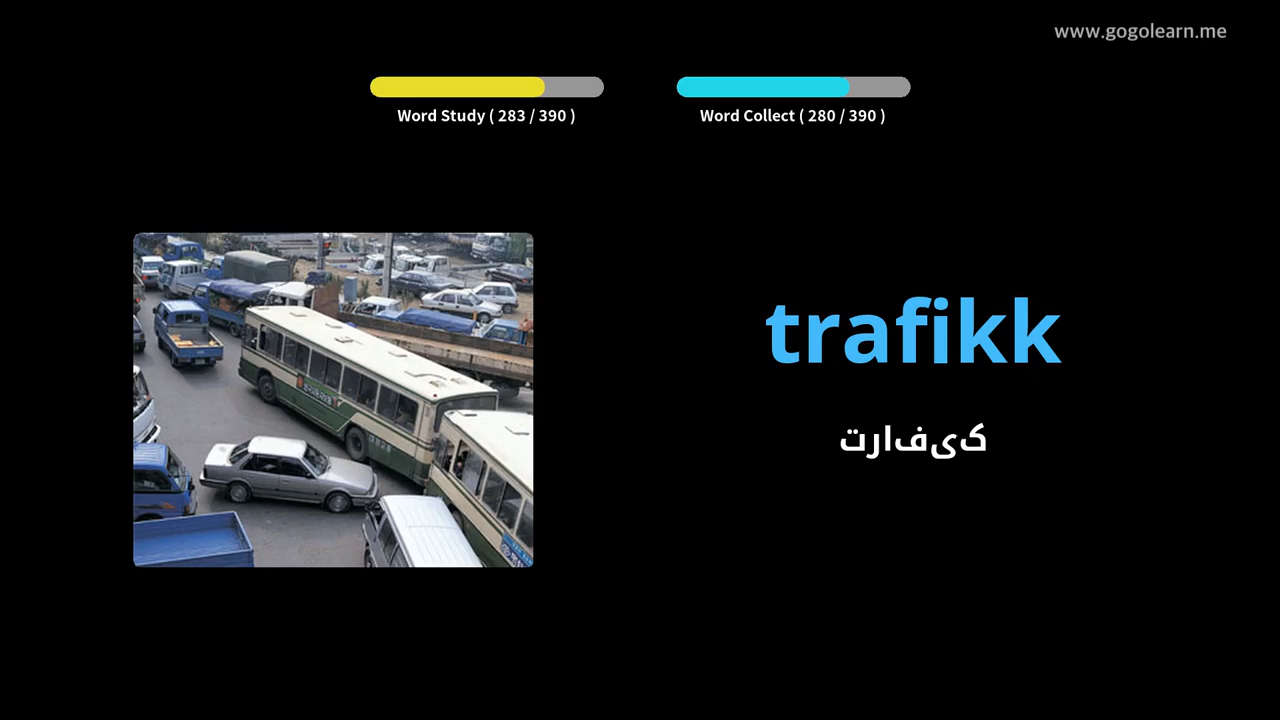 www.gogolearn.me
Word Study ( 283 / 390 )
Word Collect ( 280 / 390 )
trafikk
کیفارت